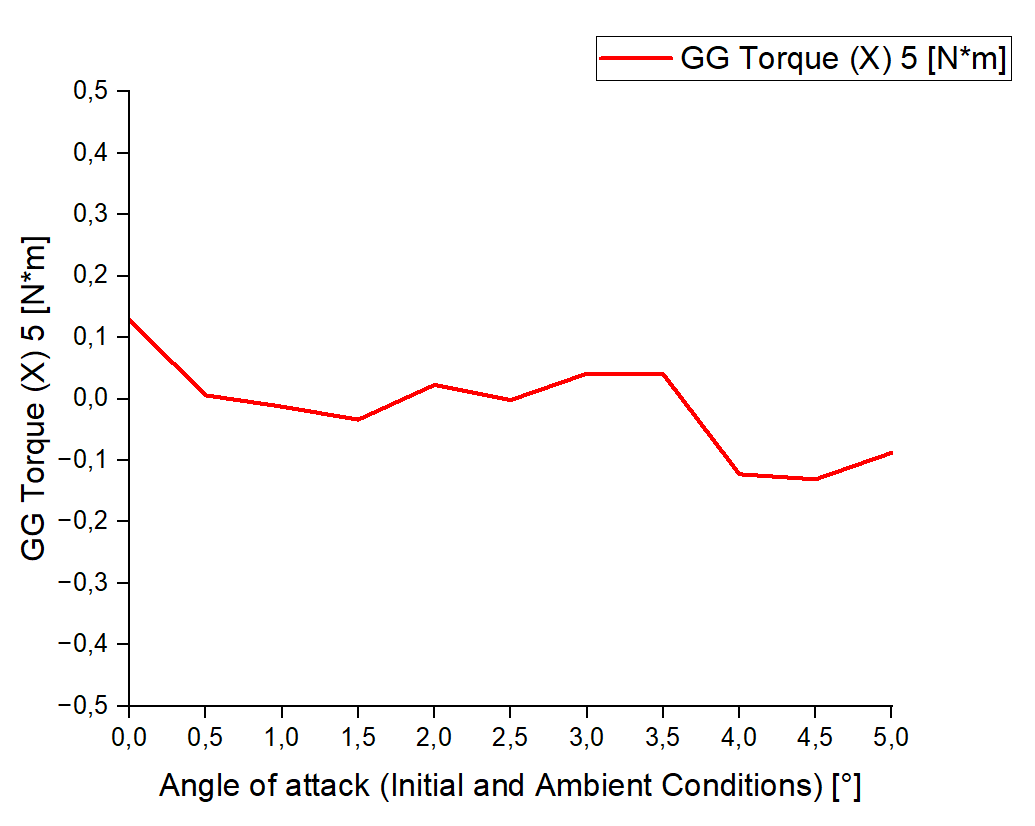 GG Torque (X) 5 [N*m]
0,5
0,4
0,3
0,2
0,1
0,0
−0,1
−0,2
−0,3
−0,4
−0,5
GG Torque (X) 5 [N*m]
0,0 0,5 1,0 1,5 2,0 2,5 3,0 3,5 4,0 4,5 5,0
Angle of attack (Initial and Ambient Conditions) [°]